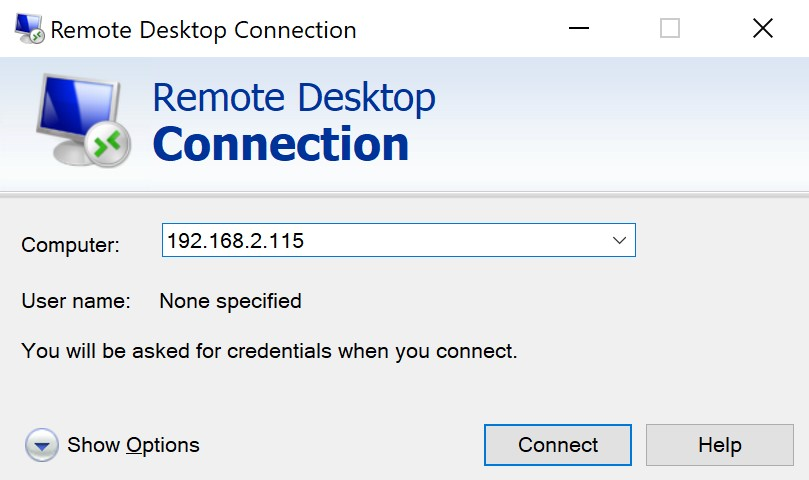 Remote Desktop Connection
Remote Desktop
Connection
Computer: 192.168.2.115
User name: None specified
You will be asked for credentials when you connect.
Show Options Connect Help